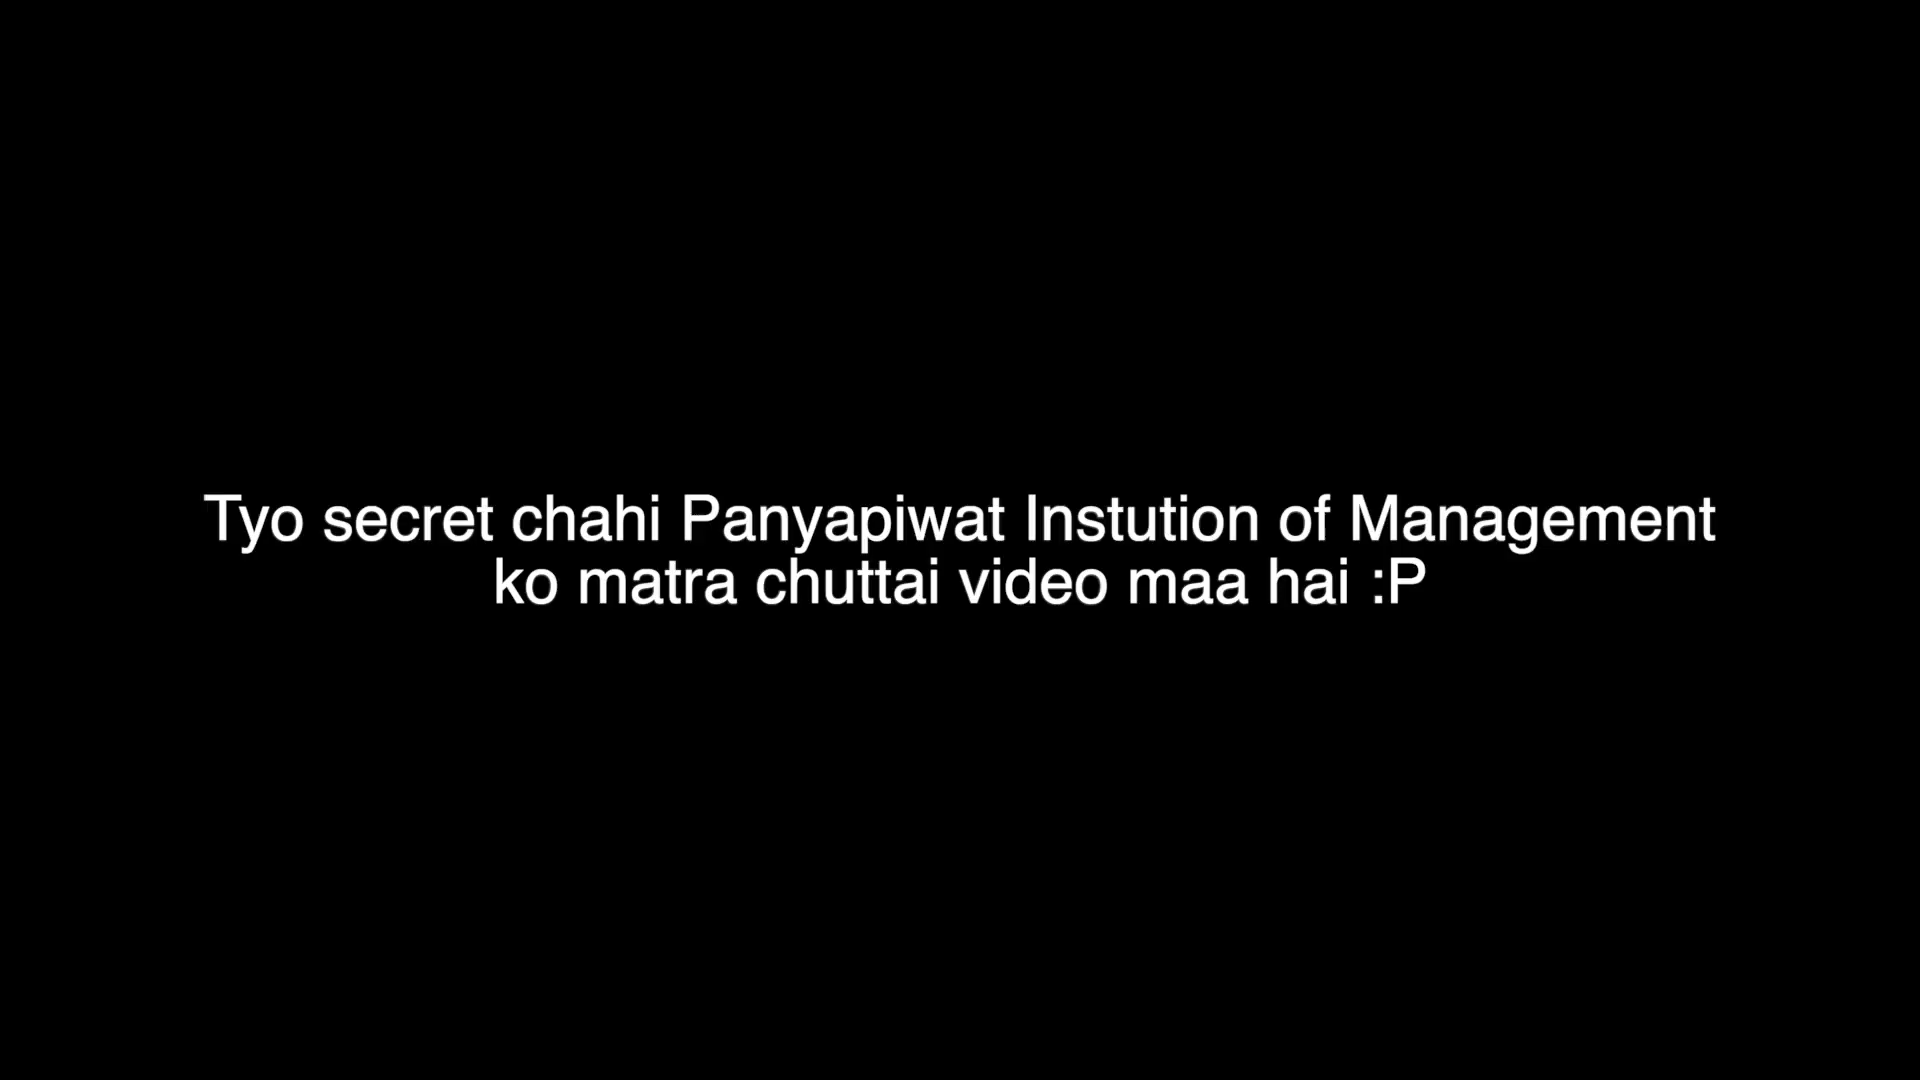 Tyo secret chahi Panyapiwat Instution of Management
ko matra chuttai video maa hai :P